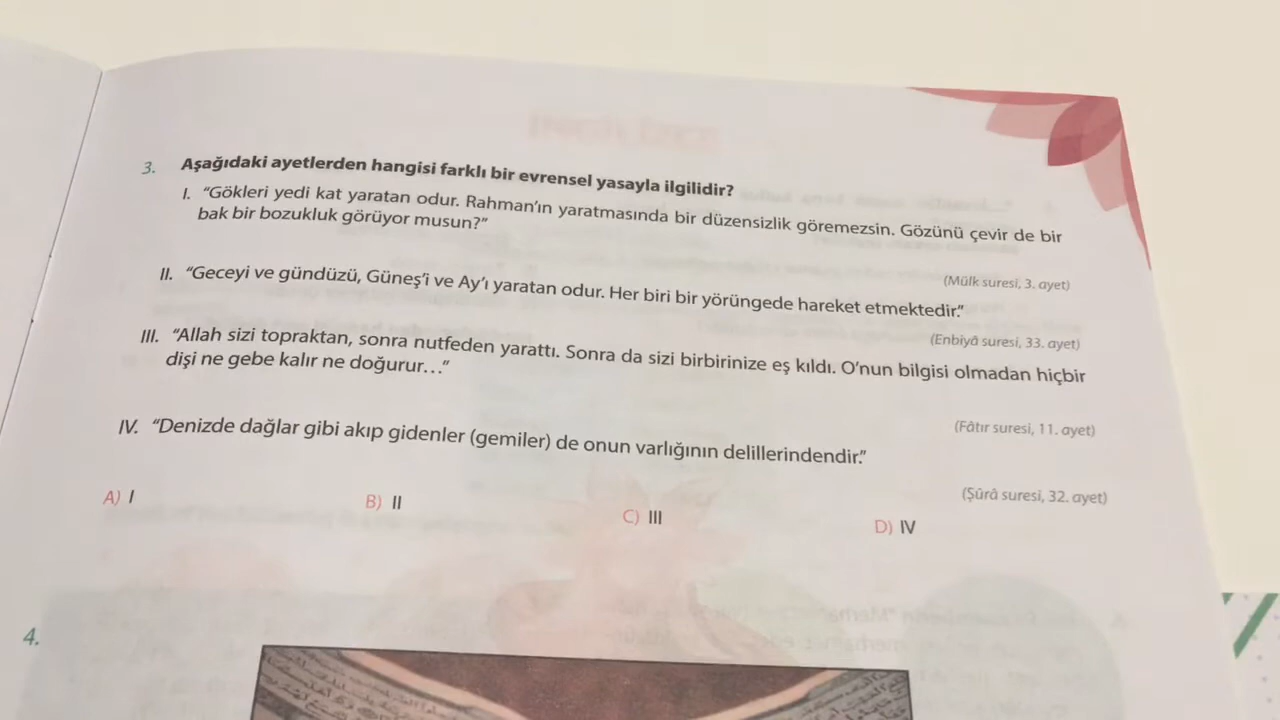 3. Aşağıdaki ayetlerden hangisi farklı bir evrensel yasayla ilgilidir?
I. “Gökleri yedi kat yaratan odur. Rahman’ın yaratmasında bir düzensizlik göremezsin. Gözünü çevir de bir
bak bir bozukluk görüyor musun?”
(Mülk suresi, 3. ayet)
II. “Geceyi ve gündüzü, Güneş’i ve Ay’ı yaratan odur. Her biri bir yörüngede hareket etmektedir.”
(Enbiyâ suresi, 33. ayet)
III. “Allah sizi topraktan, sonra nutfeden yarattı. Sonra da sizi birbirinize eş kıldı. O’nun bilgisi olmadan hiçbir
dişi ne gebe kalır ne doğurur…”
(Fâtır suresi, 11. ayet)
IV. “Denizde dağlar gibi akıp gidenler (gemiler) de onun varlığının delillerindendir.”
(Şûrâ suresi, 32. ayet)
A) I B) II C) III D) IV
4.